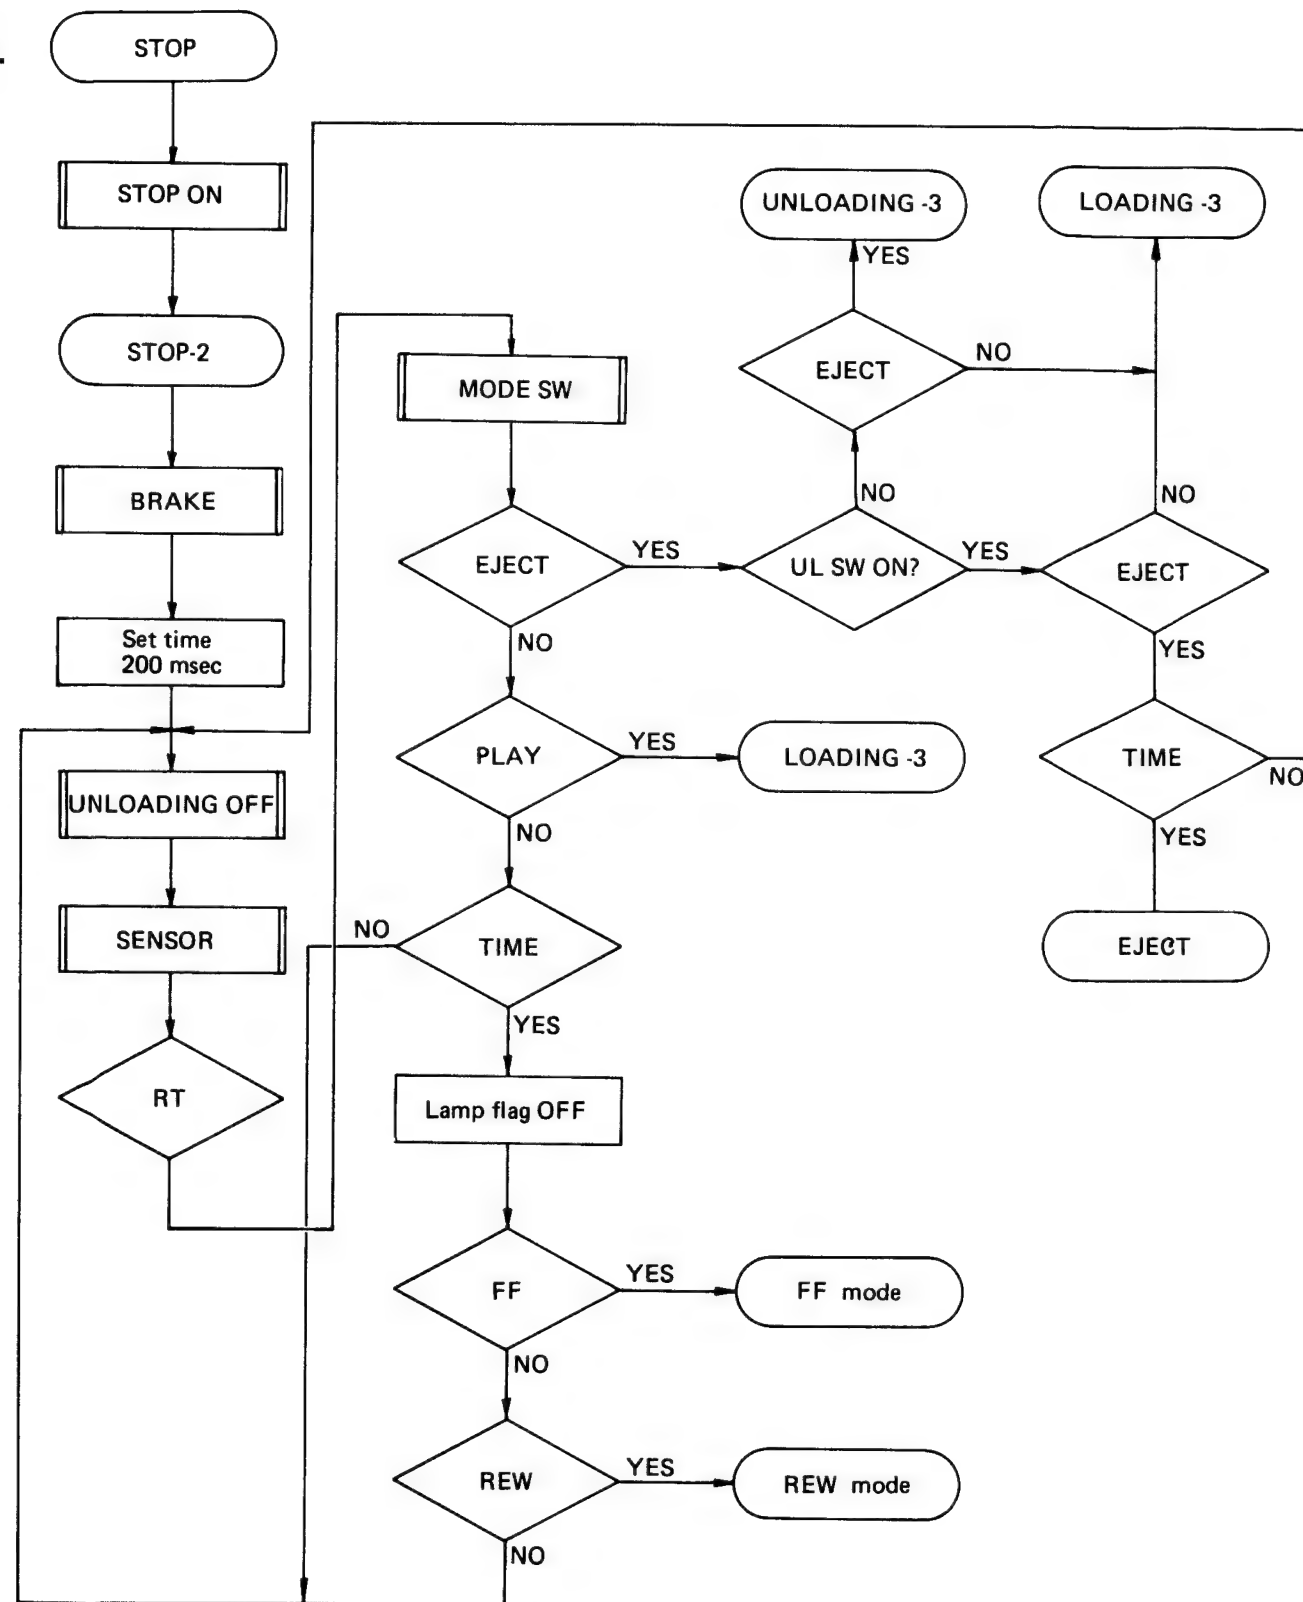 STOP
STOP ON
STOP-2
BRAKE
Set time
200 msec
UNLOADING OFF
SENSOR
RT
MODE SW
EJECT
YES
NO
PLAY
YES
NO
TIME
NO
YES
Lamp flag OFF
FF
YES
NO
REW
YES
NO
UNLOADING -3
YES
EJECT
NO
NO
UL SW ON?
YES
LOADING -3
FF mode
REW mode
LOADING -3
NO
EJECT
YES
TIME
NO
YES
EJECT